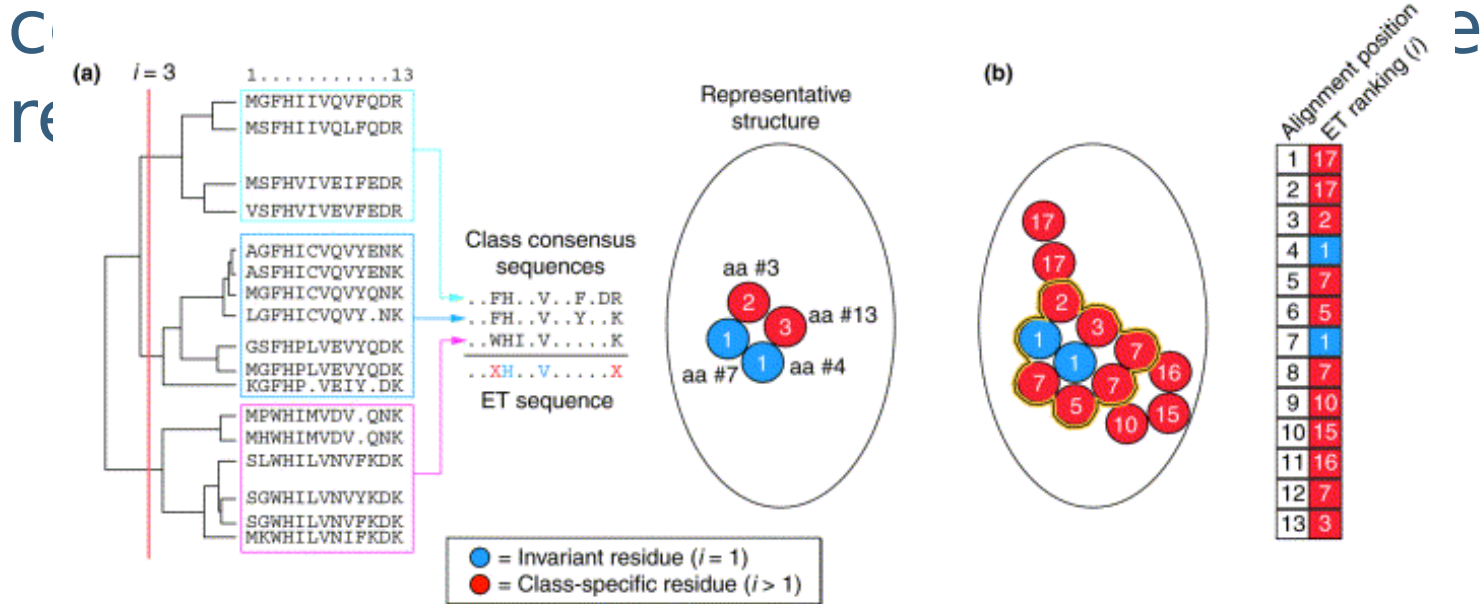 (a)
i = 3
1...........13
MGFHIIVQVFQDR
MSFHIIVQLFQDR
MSFHVIVEIFEDR
VSFHVIVEVFEDR
AGFHICVQVYENK
ASFHICVQVYENK
MGFHICVQVYQNK
LGFHICVQVY.NK
GSFHPLVEVYQDK
MGFHPLVEVYQDK
KGFHP.VEIY.DK
MPWHIMVDV.QNK
MHWHIMVDV.QNK
SLWHILVNVFKDK
SGWHILVNVYKDK
SGWHILVNVFKDK
MKWHILVNIFKDK
Class consensus
sequences
..FH..V..F.DR
..FH..V..Y..K
..WHI.V.....K
..XH..V.....X
ET sequence
Representative
structure
aa #3
2
3
aa #13
1
1
aa #7
aa #4
= Invariant residue (i = 1)
= Class-specific residue (i > 1)
(b)
17
17
2
1
3
1
7
7
7
16
5
10
15
Alignment position
ET ranking (i)
1 17
2 17
3 2
4 1
5 7
6 5
7 1
8 7
9 10
10 15
11 16
12 7
13 3